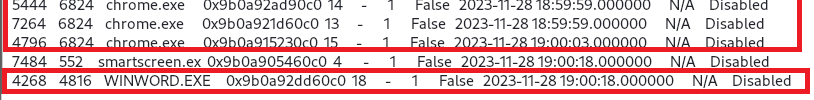 5444 6824 chrome.exe 0x9b0a92ad90c0 14 - 1 False 2023-11-28 18:59:59.000000 N/A Disabled
7264 6824 chrome.exe 0x9b0a921d60c0 13 - 1 False 2023-11-28 18:59:59.000000 N/A Disabled
4796 6824 chrome.exe 0x9b0a915230c0 15 - 1 False 2023-11-28 19:00:03.000000 N/A Disabled
7484 552 smartscreen.ex 0x9b0a905460c0 4 - 1 False 2023-11-28 19:00:18.000000 N/A Disabled
4268 4816 WINWORD.EXE 0x9b0a92dd60c0 18 - 1 False 2023-11-28 19:00:18.000000 N/A Disabled